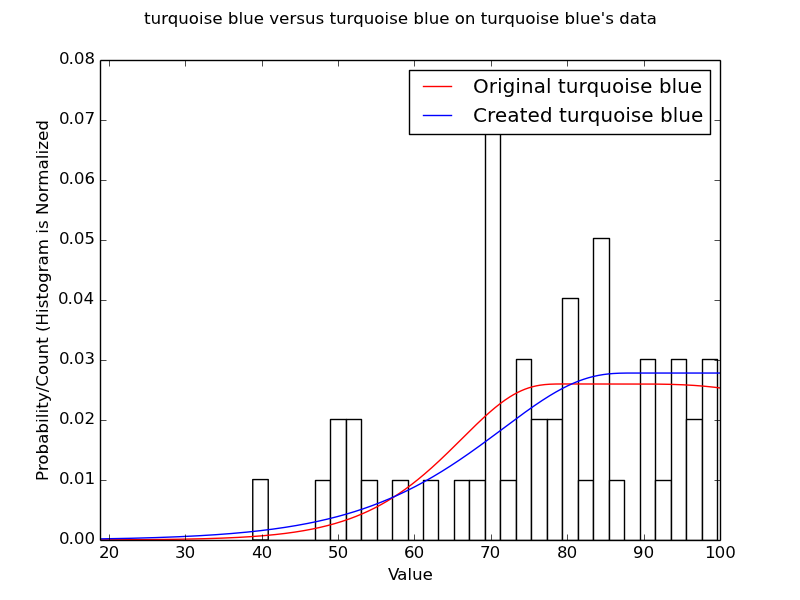 turquoise blue versus turquoise blue on turquoise blue's data
0.08
0.07
0.06
0.05
0.04
0.03
0.02
0.01
0.00
Probability/Count (Histogram is Normalized
Original turquoise blue
Created turquoise blue
20 30 40 50 60 70 80 90 100
Value